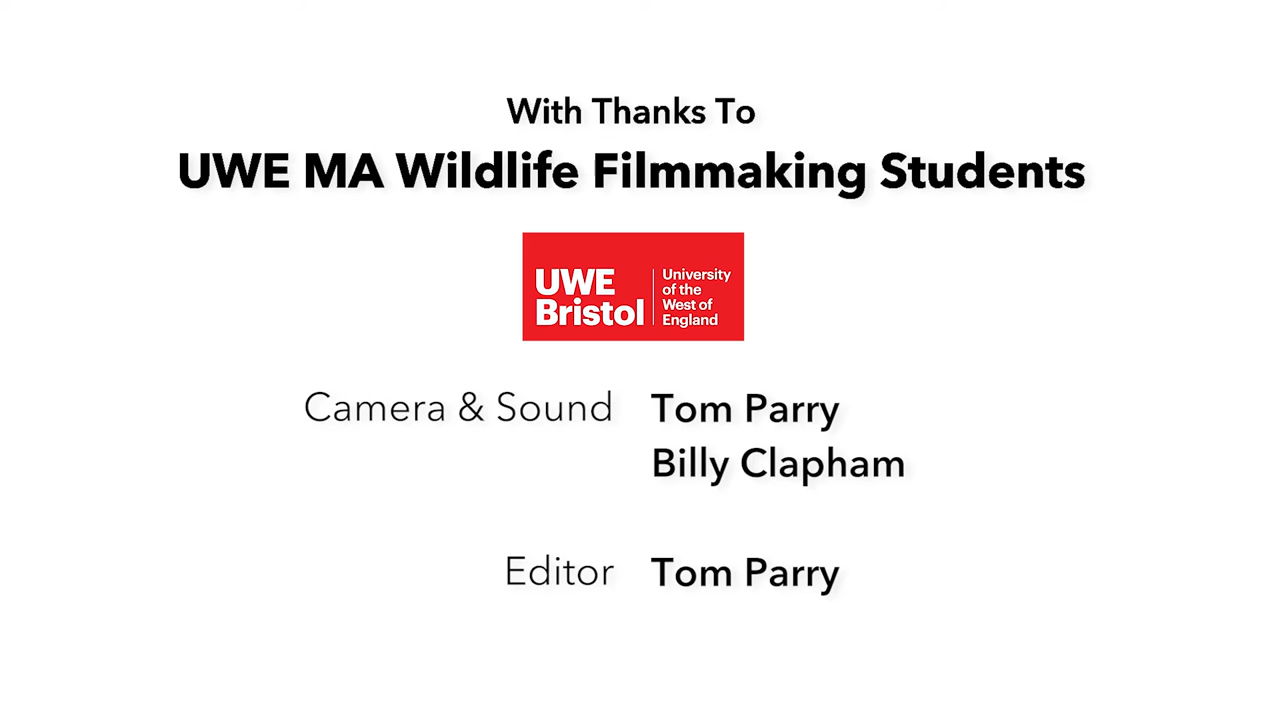 With Thanks To
UWE MA Wildlife Filmmaking Students
UWE Bristol
University of the West of England
Camera & Sound Tom Parry
Billy Clapham
Editor Tom Parry